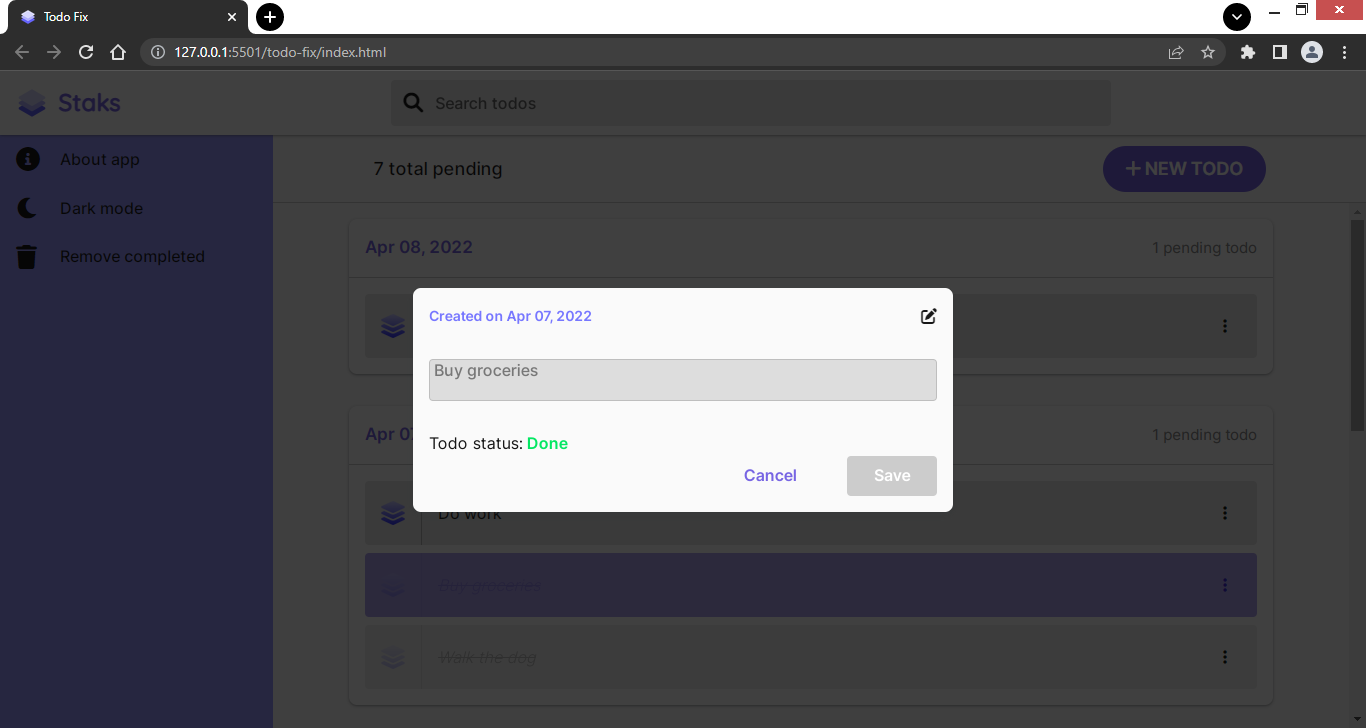 Todo Fix
127.0.0.1:5501/todo-fix/index.html
Staks
Search todos
About app
Dark mode
Remove completed
7 total pending
NEW TODO
Apr 08, 2022
1 pending todo
Created on Apr 07, 2022
Buy groceries
Todo status: Done
Cancel
Save
Apr 07
1 pending todo
Do work
Buy groceries
Walk the dog